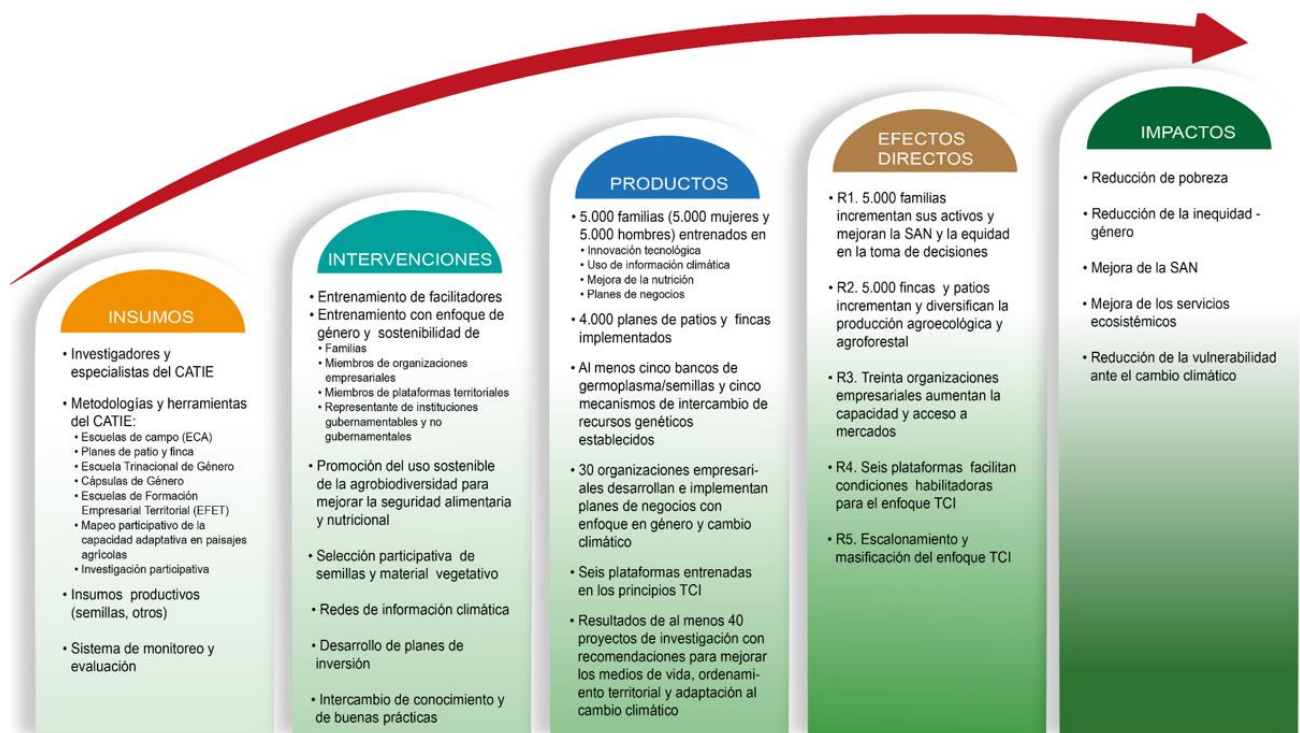 INSUMOS
• Investigadores y
especialistas del CATIE
• Metodologías y herramientas
del CATIE:
• Escuelas de campo (ECA)
• Planes de patio y finca
• Escuela Trinacional de Género
• Cápsulas de Género
• Escuelas de Formación
Empresarial Territorial (EFET)
• Mapeo participativo de la
capacidad adaptativa en paisajes
agrícolas
• Investigación participativa
• Insumos productivos
(semillas, otros)
• Sistema de monitoreo y
evaluación
INTERVENCIONES
• Entrenamiento de facilitadores
• Entrenamiento con enfoque de
género y sostenibilidad de
• Familias
• Miembros de organizaciones
empresariales
• Miembros de plataformas territoriales
• Representante de instituciones
gubernamentables y no
gubernamentales
• Promoción del uso sostenible
de la agrobiodiversidad para
mejorar la seguridad alimentaria
y nutricional
• Selección participativa de
semillas y material vegetativo
• Redes de información climática
• Desarrollo de planes de
inversión
• Intercambio de conocimiento y
de buenas prácticas
PRODUCTOS
• 5.000 familias (5.000 mujeres y
5.000 hombres) entrenados en
• Innovación tecnológica
• Uso de información climática
• Mejora de la nutrición
• Planes de negocios
• 4.000 planes de patios y fincas
implementados
• Al menos cinco bancos de
germoplasma/semillas y cinco
mecanismos de intercambio de
recursos genéticos
establecidos
• 30 organizaciones empresari-
ales desarrollan e implementan
planes de negocios con
enfoque en género y cambio
climático
• Seis plataformas entrenadas
en los principios TCI
• Resultados de al menos 40
proyectos de investigación con
recomendaciones para mejorar
los medios de vida, ordenami-
ento territorial y adaptación al
cambio climático
EFECTOS
DIRECTOS
• R1. 5.000 familias
incrementan sus activos y
mejoran la SAN y la equidad
en la toma de decisiones
• R2. 5.000 fincas y patios
incrementan y diversifican la
producción agroecológica y
agroforestal
• R3. Treinta organizaciones
empresariales aumentan la
capacidad y acceso a
mercados
• R4. Seis plataformas facilitan
condiciones habilitadoras
para el enfoque TCI
• R5. Escalonamiento y
masificación del enfoque TCI
IMPACTOS
• Reducción de pobreza
• Reducción de la inequidad -
género
• Mejora de la SAN
• Mejora de los servicios
ecosistémicos
• Reducción de la vulnerabilidad
ante el cambio climático